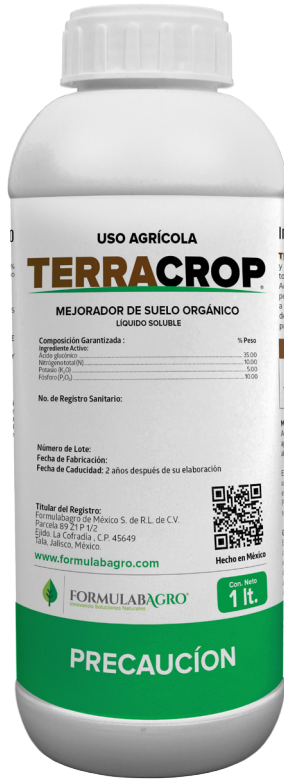 USO AGRÍCOLA
TERRACROP
MEJORADOR DE SUELO ORGÁNICO
LÍQUIDO SOLUBLE
Composición Garantizada : % Peso
Ingrediente Activo:
Ácido glucónico 35.00
Nitrógeno total (N) 10.00
Potasio (K₂O) 5.00
Fósforo (P₂O₅) 10.00
No. de Registro Sanitario:
Número de Lote:
Fecha de Fabricación:
Fecha de Caducidad: 2 años después de su elaboración
Titular del Registro:
Formulabagro de México S. de R.L. de C.V.
Parcela 89 Z1 P 1/2
Ejido. La Cofradia , C.P. 45649
Tala, Jalisco, México.
www.formulabagro.com
Hecho en México
FORMULABAGRO®
Innovando Soluciones Naturales
Con. Neto
1 lt.
PRECAUCÍON